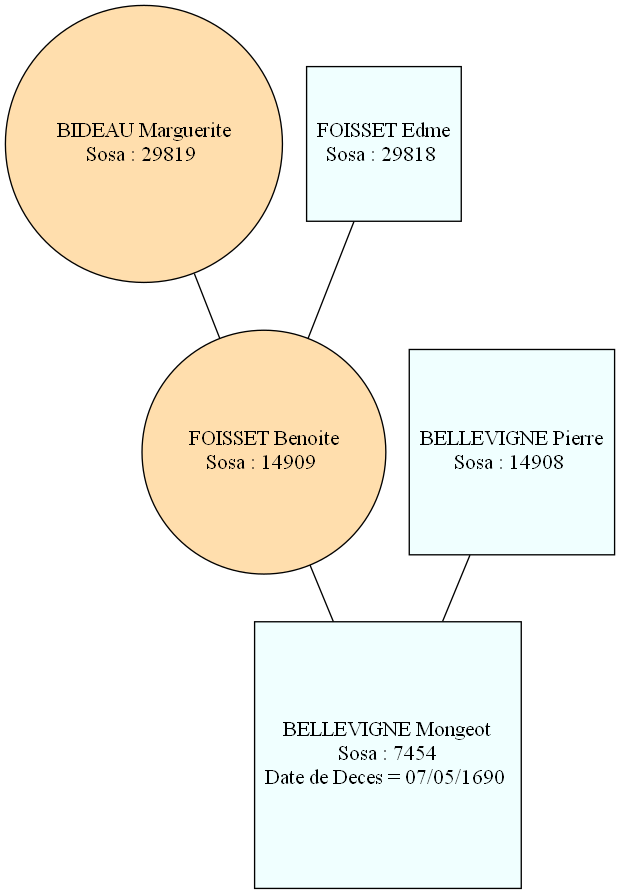 BIDEAU Marguerite
Sosa : 29819
FOISSET Edme
Sosa : 29818
FOISSET Benoite
Sosa : 14909
BELLEVIGNE Pierre
Sosa : 14908
BELLEVIGNE Mongeot
Sosa : 7454
Date de Deces = 07/05/1690